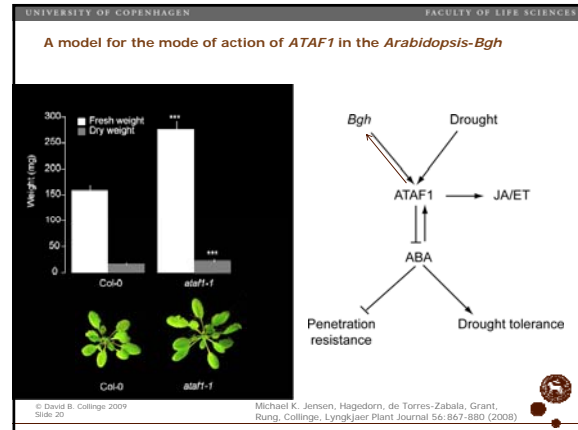 UNIVERSITY OF COPENHAGEN
FACULTY OF LIFE SCIENCES
A model for the mode of action of ATAF1 in the Arabidopsis-Bgh
300
250
200
150
100
50
0
Weight (mg)
Fresh weight
Dry weight
***
***
Col-0
ataf1-1
Col-0
ataf1-1
Bgh
Drought
ATAF1
JA/ET
ABA
Penetration
resistance
Drought tolerance
© David B. Collinge 2009
Slide 20
Michael K. Jensen, Hagedorn, de Torres-Zabala, Grant,
Rung, Collinge, Lyngkjaer Plant Journal 56:867-880 (2008)